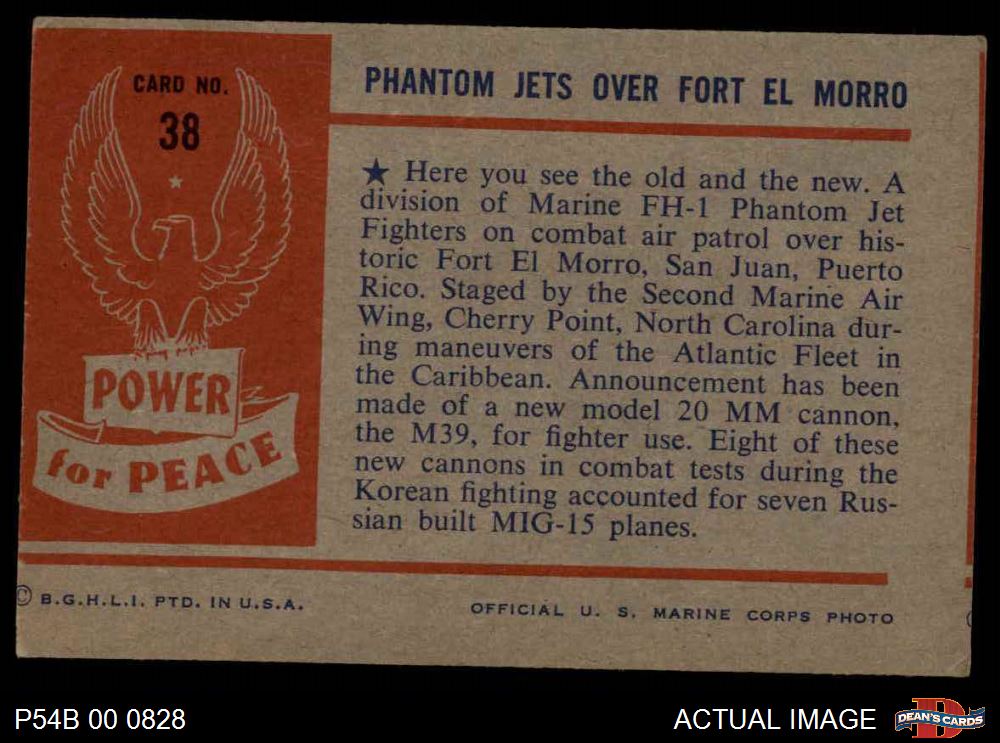 CARD NO.
38
POWER
for PEACE
PHANTOM JETS OVER FORT EL MORRO
★ Here you see the old and the new. A
division of Marine FH-1 Phantom Jet
Fighters on combat air patrol over his-
toric Fort El Morro, San Juan, Puerto
Rico. Staged by the Second Marine Air
Wing, Cherry Point, North Carolina dur-
ing maneuvers of the Atlantic Fleet in
the Caribbean. Announcement has been
made of a new model 20 MM cannon,
the M39, for fighter use. Eight of these
new cannons in combat tests during the
Korean fighting accounted for seven Rus-
sian built MIG-15 planes.
© B.G.H.L.I. PTD. IN U.S.A.
OFFICIAL U. S. MARINE CORPS PHOTO
P54B 00 0828
ACTUAL IMAGE
DEAN'S CARDS